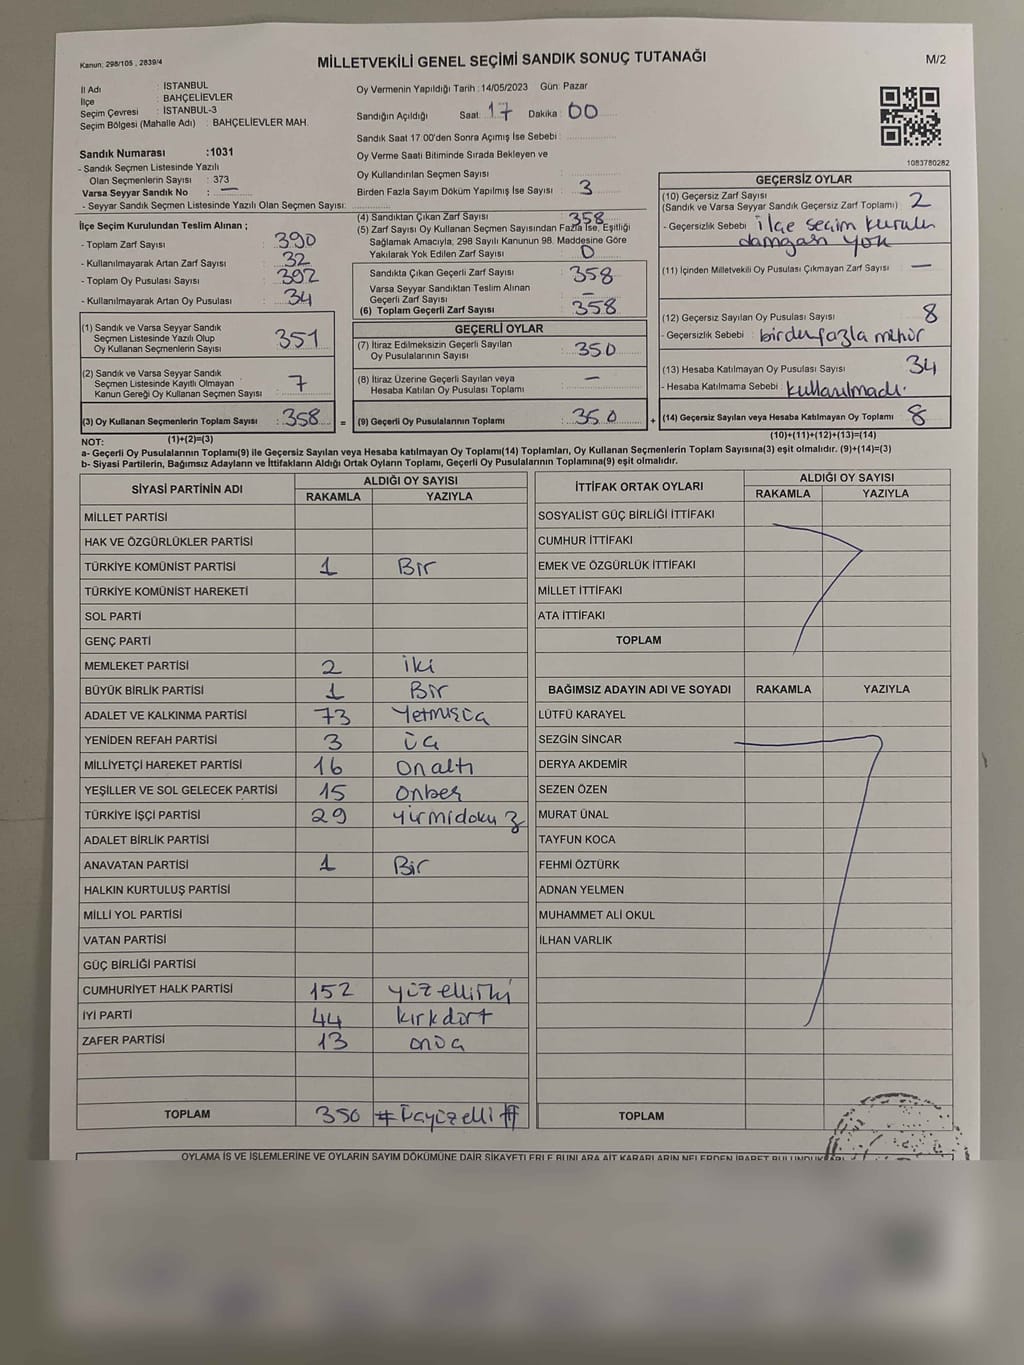 Kanun: 298/105 , 2839/4
MİLLETVEKİLİ GENEL SEÇİMİ SANDIK SONUÇ TUTANAĞI
M/2
İl Adı : İSTANBUL
İlçe : BAHÇELİEVLER
Seçim Çevresi : İSTANBUL-3
Seçim Bölgesi (Mahalle Adı) : BAHÇELİEVLER MAH.
Oy Vermenin Yapıldığı Tarih :14/05/2023 Gün: Pazar
Sandığın Açıldığı Saat: 17 Dakika: 00
Sandık Saat 17.00'den Sonra Açımış İse Sebebi :
Oy Verme Saati Bitiminde Sırada Bekleyen ve
Oy Kullandırılan Seçmen Sayısı :
Birden Fazla Sayım Döküm Yapılmış İse Sayısı : 3
1083780282
Sandık Numarası :1031
- Sandık Seçmen Listesinde Yazılı
Olan Seçmenlerin Sayısı : 373
Varsa Seyyar Sandık No : —
- Seyyar Sandık Seçmen Listesinde Yazılı Olan Seçmen Sayısı:
İlçe Seçim Kurulundan Teslim Alınan ;
- Toplam Zarf Sayısı : 390
- Kullanılmayarak Artan Zarf Sayısı : 32
- Toplam Oy Pusulası Sayısı : 392
- Kullanılmayarak Artan Oy Pusulası : 34
(1) Sandık ve Varsa Seyyar Sandık
Seçmen Listesinde Yazılı Olup
Oy Kullanan Seçmenlerin Sayısı : 351
(2) Sandık ve Varsa Seyyar Sandık
Seçmen Listesinde Kayıtlı Olmayan
Kanun Gereği Oy Kullanan Seçmen Sayısı : 7
(3) Oy Kullanan Seçmenlerin Toplam Sayısı : 358 =
(4) Sandıktan Çıkan Zarf Sayısı : 358
(5) Zarf Sayısı Oy Kullanan Seçmen Sayısından Fazla İse, Eşitliği
Sağlamak Amacıyla, 298 Sayılı Kanunun 98. Maddesine Göre
Yakılarak Yok Edilen Zarf Sayısı : 0
Sandıkta Çıkan Geçerli Zarf Sayısı : 358
Varsa Seyyar Sandıktan Teslim Alınan
Geçerli Zarf Sayısı : —
(6) Toplam Geçerli Zarf Sayısı : 358
GEÇERLİ OYLAR
(7) İtiraz Edilmeksizin Geçerli Sayılan
Oy Pusulalarının Sayısı : 350
(8) İtiraz Üzerine Geçerli Sayılan veya
Hesaba Katılan Oy Pusulası Toplamı : —
(9) Geçerli Oy Pusulalarının Toplamı : 350 +
GEÇERSİZ OYLAR
(10) Geçersiz Zarf Sayısı
(Sandık ve Varsa Seyyar Sandık Geçersiz Zarf Toplamı) : 2
- Geçersizlik Sebebi : ilçe seçim kurulu
damgası yok
(11) İçinden Milletvekili Oy Pusulası Çıkmayan Zarf Sayısı : —
(12) Geçersiz Sayılan Oy Pusulası Sayısı : 8
- Geçersizlik Sebebi : birden fazla mühür
(13) Hesaba Katılmayan Oy Pusulası Sayısı : 34
- Hesaba Katılmama Sebebi : kullanılmadı.
(14) Geçersiz Sayılan veya Hesaba Katılmayan Oy Toplamı : 8
(10)+(11)+(12)+(13)=(14)
NOT: (1)+(2)=(3)
a- Geçerli Oy Pusulalarının Toplamı(9) ile Geçersiz Sayılan veya Hesaba katılmayan Oy Toplamı(14) Toplamları, Oy Kullanan Seçmenlerin Toplam Sayısına(3) eşit olmalıdır. (9)+(14)=(3)
b- Siyasi Partilerin, Bağımsız Adayların ve İttifakların Aldığı Ortak Oyların Toplamı, Geçerli Oy Pusulalarının Toplamına(9) eşit olmalıdır.
SİYASİ PARTİNİN ADI ALDIĞI OY SAYISI
RAKAMLA YAZIYLA
MİLLET PARTİSİ
HAK VE ÖZGÜRLÜKLER PARTİSİ
TÜRKİYE KOMÜNİST PARTİSİ 1 Bir
TÜRKİYE KOMÜNİST HAREKETİ
SOL PARTİ
GENÇ PARTİ
MEMLEKET PARTİSİ 2 iki
BÜYÜK BİRLİK PARTİSİ 1 Bir
ADALET VE KALKINMA PARTİSİ 73 Yetmişüç
YENİDEN REFAH PARTİSİ 3 üç
MİLLİYETÇİ HAREKET PARTİSİ 16 Onaltı
YEŞİLLER VE SOL GELECEK PARTİSİ 15 Onbeş
TÜRKİYE İŞÇİ PARTİSİ 29 yirmidokuz
ADALET BİRLİK PARTİSİ
ANAVATAN PARTİSİ 1 Bir
HALKIN KURTULUŞ PARTİSİ
MİLLİ YOL PARTİSİ
VATAN PARTİSİ
GÜÇ BİRLİĞİ PARTİSİ
CUMHURİYET HALK PARTİSİ 152 yüzelliiki
İYİ PARTİ 44 kırkdört
ZAFER PARTİSİ 13 onüç
TOPLAM 350 # üçyüzelli #
İTTİFAK ORTAK OYLARI ALDIĞI OY SAYISI
RAKAMLA YAZIYLA
SOSYALİST GÜÇ BİRLİĞİ İTTİFAKI
CUMHUR İTTİFAKI
EMEK VE ÖZGÜRLÜK İTTİFAKI
MİLLET İTTİFAKI
ATA İTTİFAKI
TOPLAM
BAĞIMSIZ ADAYIN ADI VE SOYADI RAKAMLA YAZIYLA
LÜTFÜ KARAYEL
SEZGİN SİNCAR
DERYA AKDEMİR
SEZEN ÖZEN
MURAT ÜNAL
TAYFUN KOCA
FEHMİ ÖZTÜRK
ADNAN YELMEN
MUHAMMET ALİ OKUL
İLHAN VARLIK
TOPLAM
OYLAMA İŞ VE İŞLEMLERİNE VE OYLARIN SAYIM DÖKÜMÜNE DAİR ŞİKAYETLERLE BUNLARA AİT KARARLARIN NELERDEN İBARET BULUNDUKLARI